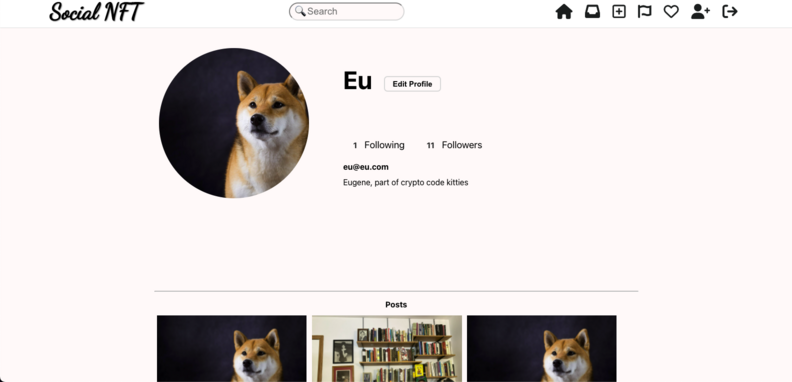 Social NFT
Search
Eu
Edit Profile
1 Following 11 Followers
eu@eu.com
Eugene, part of crypto code kitties
Posts